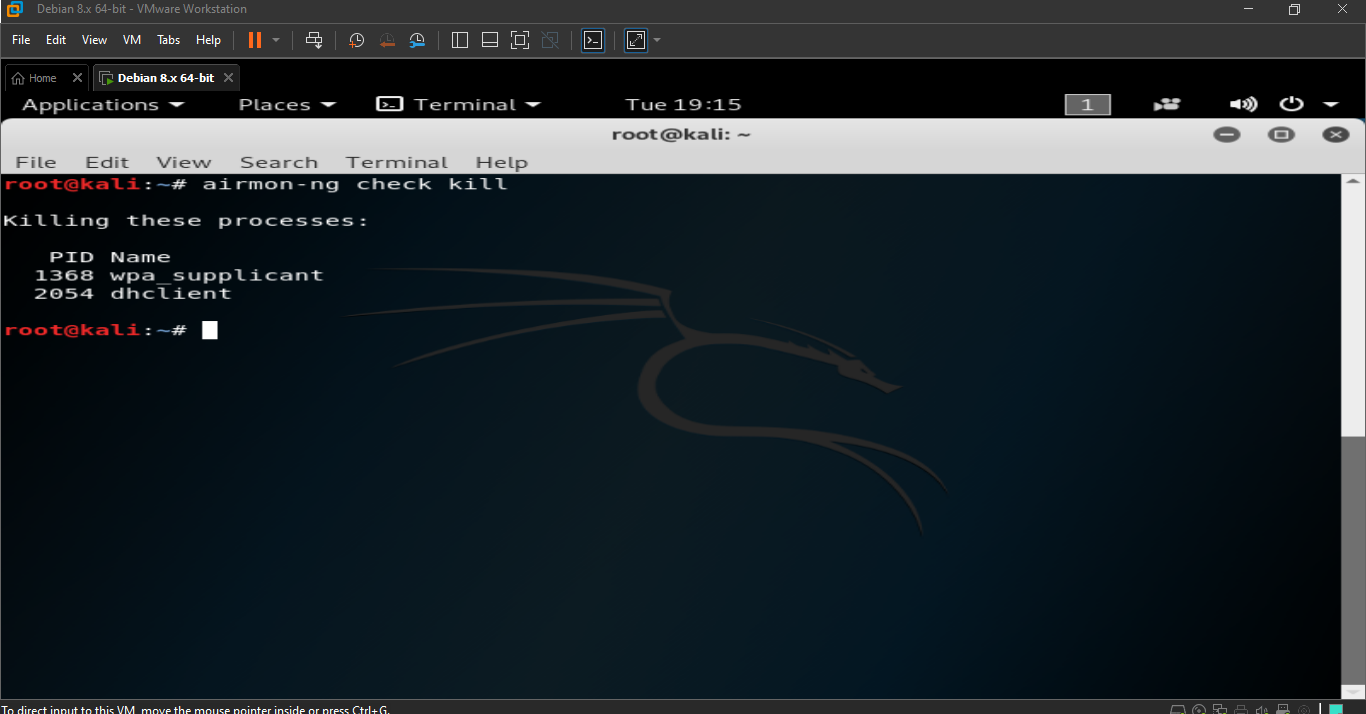 Debian 8.x 64-bit - VMware Workstation
File Edit View VM Tabs Help
Home Debian 8.x 64-bit
Applications Places Terminal Tue 19:15 1
root@kali: ~
File Edit View Search Terminal Help
root@kali:~# airmon-ng check kill
Killing these processes:
PID Name
1368 wpa_supplicant
2054 dhclient
root@kali:~#
To direct input to this VM, move the mouse pointer inside or press Ctrl+G.